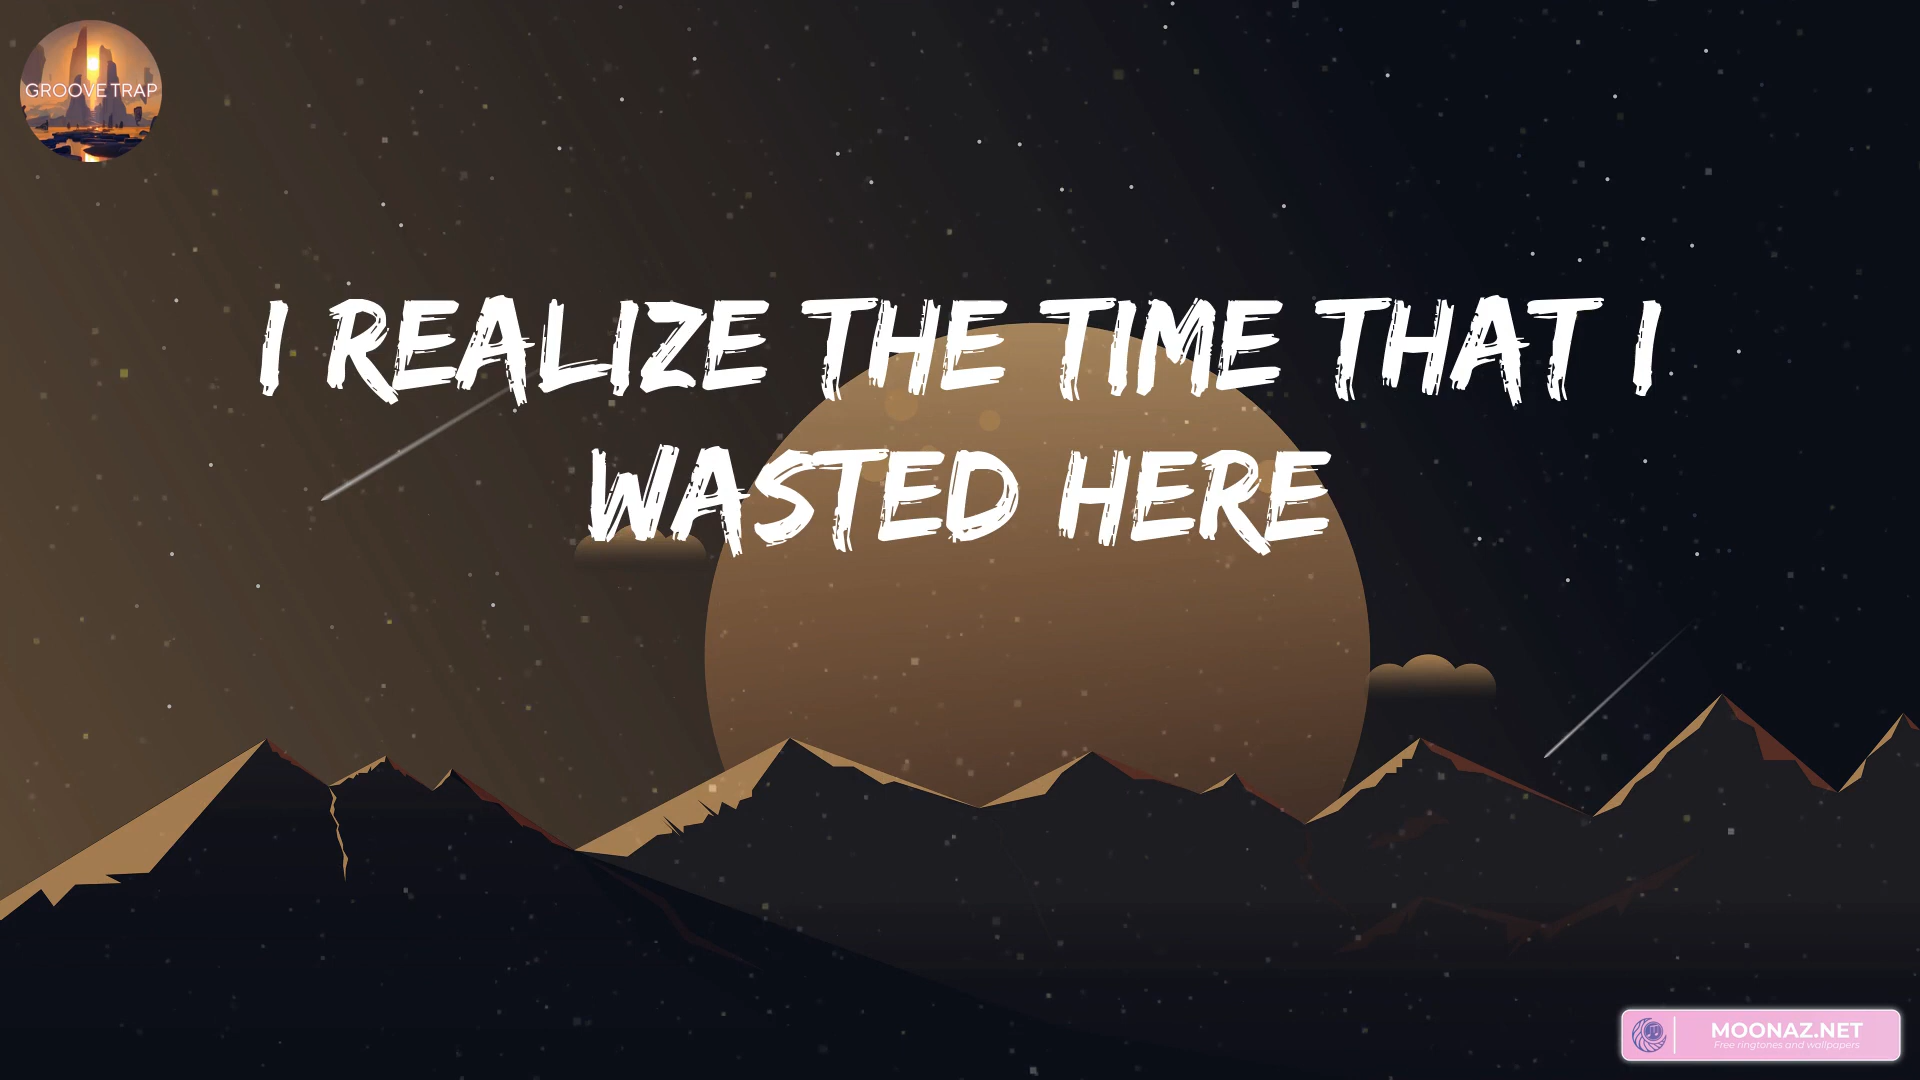 GROOVE TRAP
I REALIZE THE TIME THAT I
WASTED HERE
MOONAZ.NET
Free ringtones and wallpapers